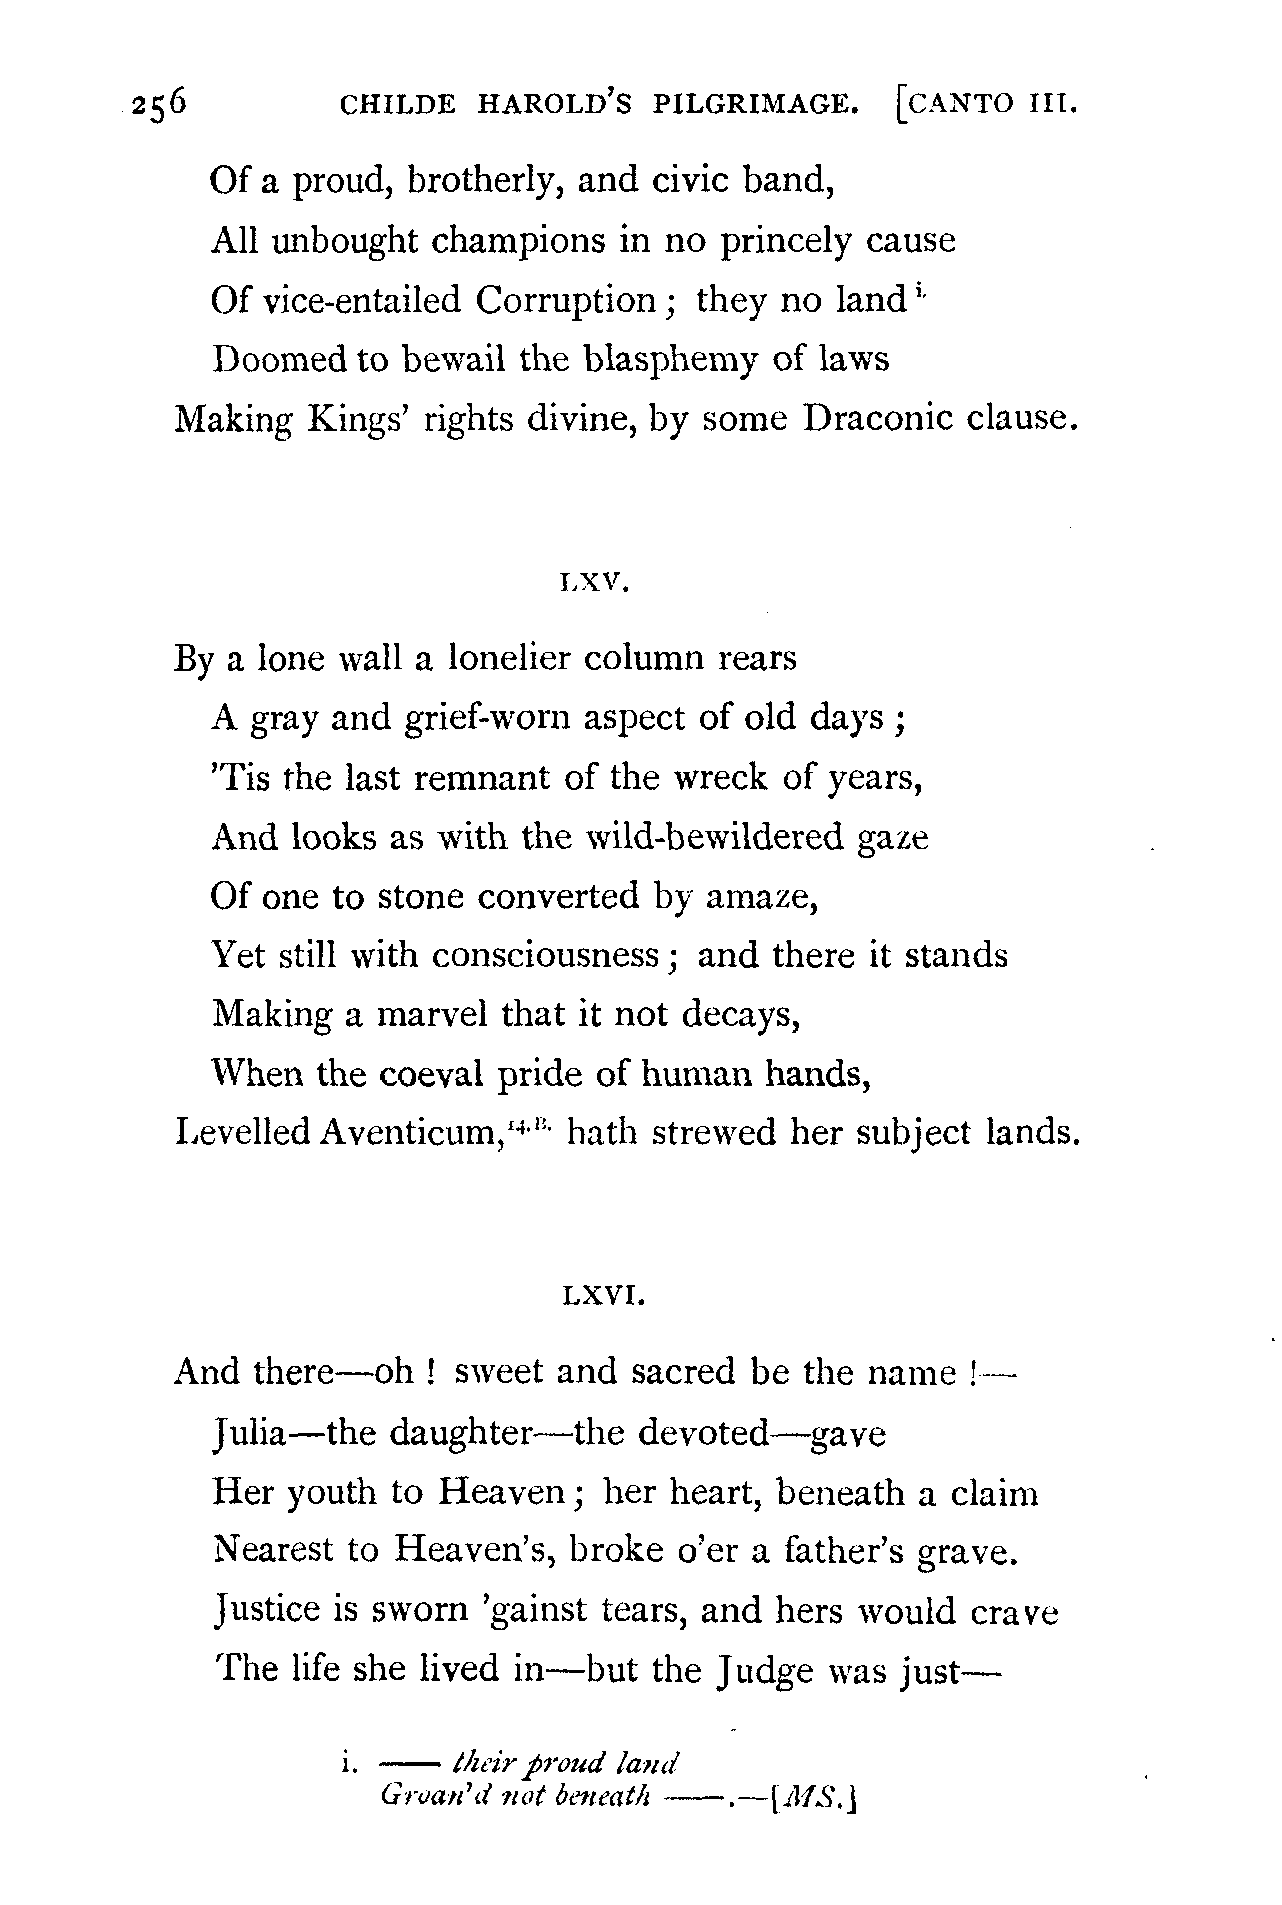 256 CHILDE HAROLD'S PILGRIMAGE. [CANTO III.
Of a proud, brotherly, and civic band,
All unbought champions in no princely cause
Of vice-entailed Corruption; they no land i.
Doomed to bewail the blasphemy of laws
Making Kings' rights divine, by some Draconic clause.
LXV.
By a lone wall a lonelier column rears
A gray and grief-worn aspect of old days;
'Tis the last remnant of the wreck of years,
And looks as with the wild-bewildered gaze
Of one to stone converted by amaze,
Yet still with consciousness; and there it stands
Making a marvel that it not decays,
When the coeval pride of human hands,
Levelled Aventicum,14.B. hath strewed her subject lands.
LXVI.
And there—oh! sweet and sacred be the name!—
Julia—the daughter—the devoted—gave
Her youth to Heaven; her heart, beneath a claim
Nearest to Heaven's, broke o'er a father's grave.
Justice is sworn 'gainst tears, and hers would crave
The life she lived in—but the Judge was just—
i. —— their proud land
Groan'd not beneath ——.—[MS.]